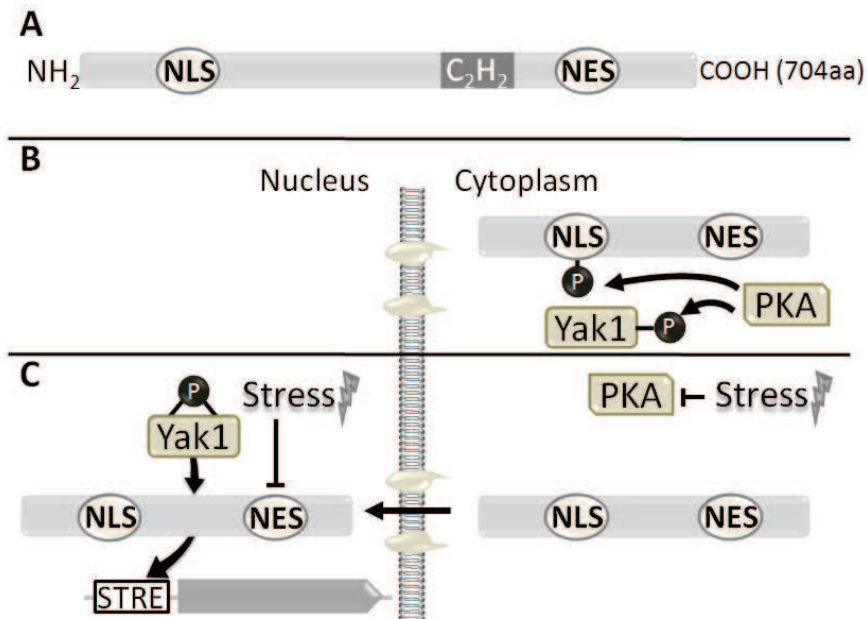 A
NH₂ NLS C₂H₂ NES COOH (704aa)
B
Nucleus Cytoplasm
NLS NES
P
PKA
Yak1 P
C
P Stress PKA Stress
Yak1
NLS NES NLS NES
STRE